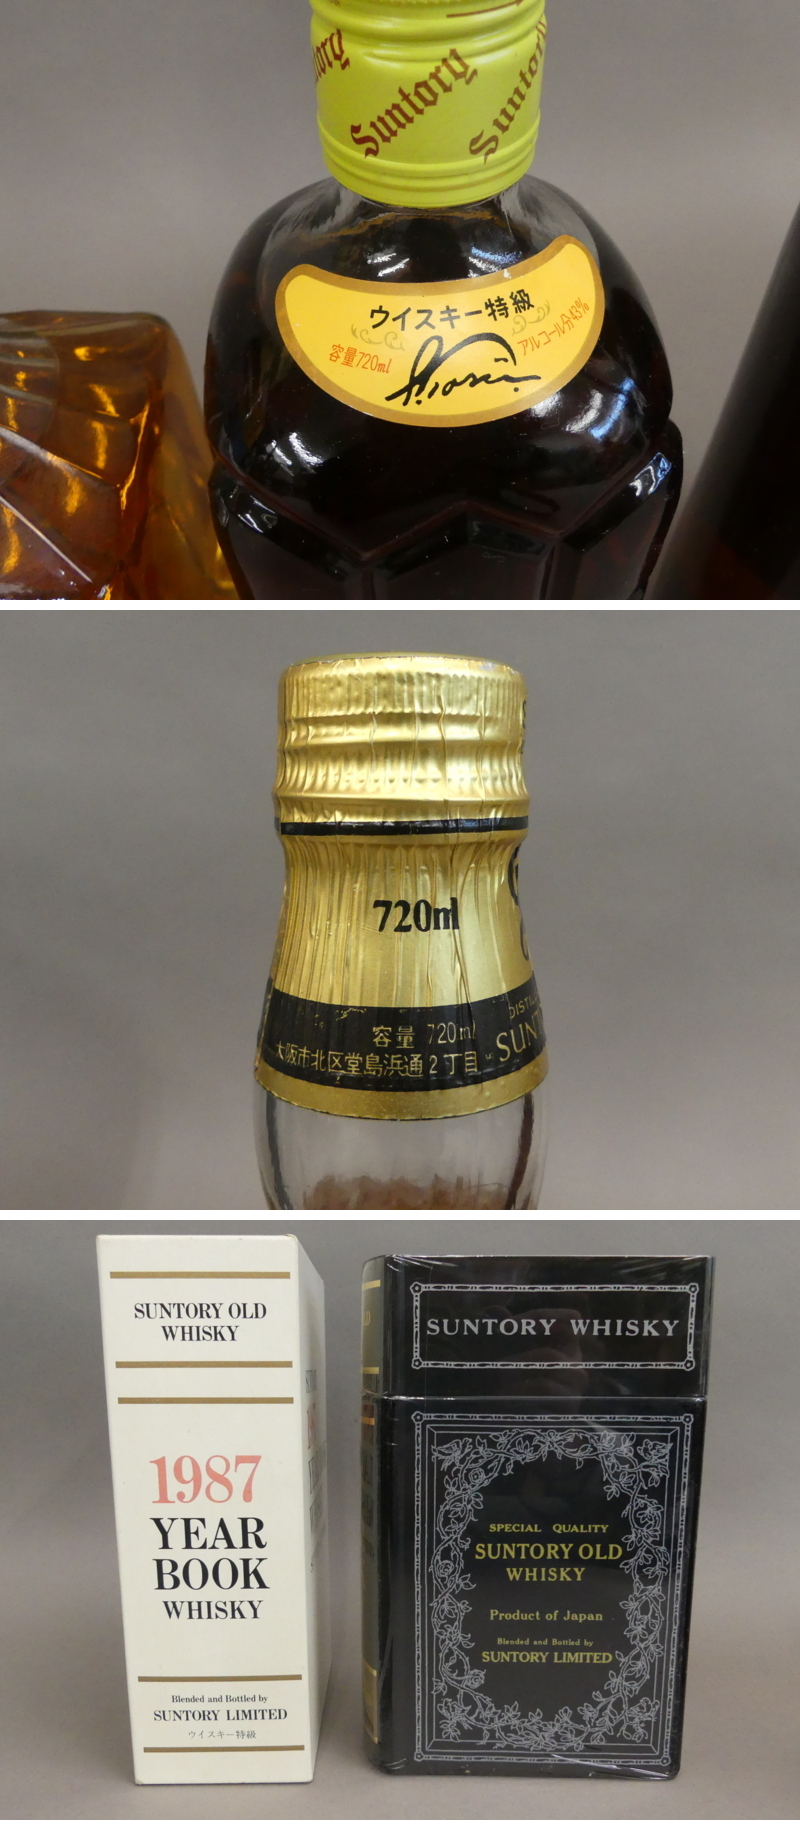 Suntory
Suntory
ウイスキー特級
容量720ml
アルコール分43%
720ml
容量 720ml
大阪市北区堂島浜通2丁目
SUNTORY OLD
WHISKY
1987
YEAR
BOOK
WHISKY
Blended and Bottled by
SUNTORY LIMITED
ウイスキー特級
SUNTORY WHISKY
SPECIAL QUALITY
SUNTORY OLD
WHISKY
Product of Japan
Blended and Bottled by
SUNTORY LIMITED